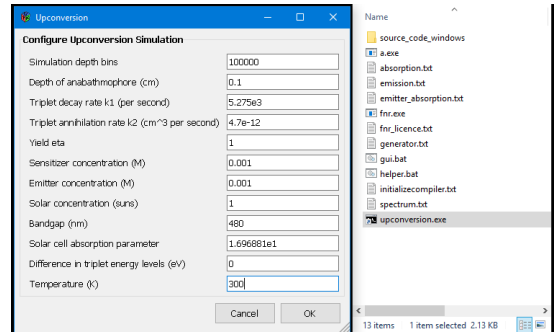 Upconversion
Configure Upconversion Simulation
Simulation depth bins 100000
Depth of anabathmophore (cm) 0.1
Triplet decay rate k1 (per second) 5.275e3
Triplet annihilation rate k2 (cm^3 per second) 4.7e-12
Yield eta 1
Sensitizer concentration (M) 0.001
Emitter concentration (M) 0.001
Solar concentration (suns) 1
Bandgap (nm) 480
Solar cell absorption parameter 1.696881e1
Difference in triplet energy levels (eV) 0
Temperature (K) 300
Cancel OK
Name
source_code_windows
a.exe
absorption.txt
emission.txt
emitter_absorption.txt
fnr.exe
fnr_licence.txt
generator.txt
gui.bat
helper.bat
initializecompiler.txt
spectrum.txt
upconversion.exe
13 items 1 item selected 2.13 KB